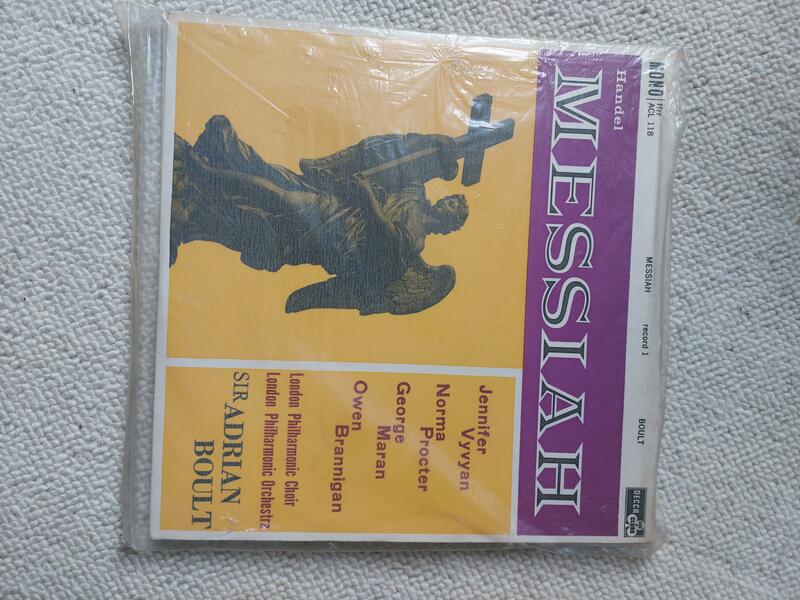 MONO ffrr ACL 118 MESSIAH record 1 BOULT
DECCA
Handel
MESSIAH
Jennifer
Vyvyan
Norma
Procter
George
Maran
Owen
Brannigan
London Philharmonic Choir
London Philharmonic Orchestra
SIR ADRIAN
BOULT